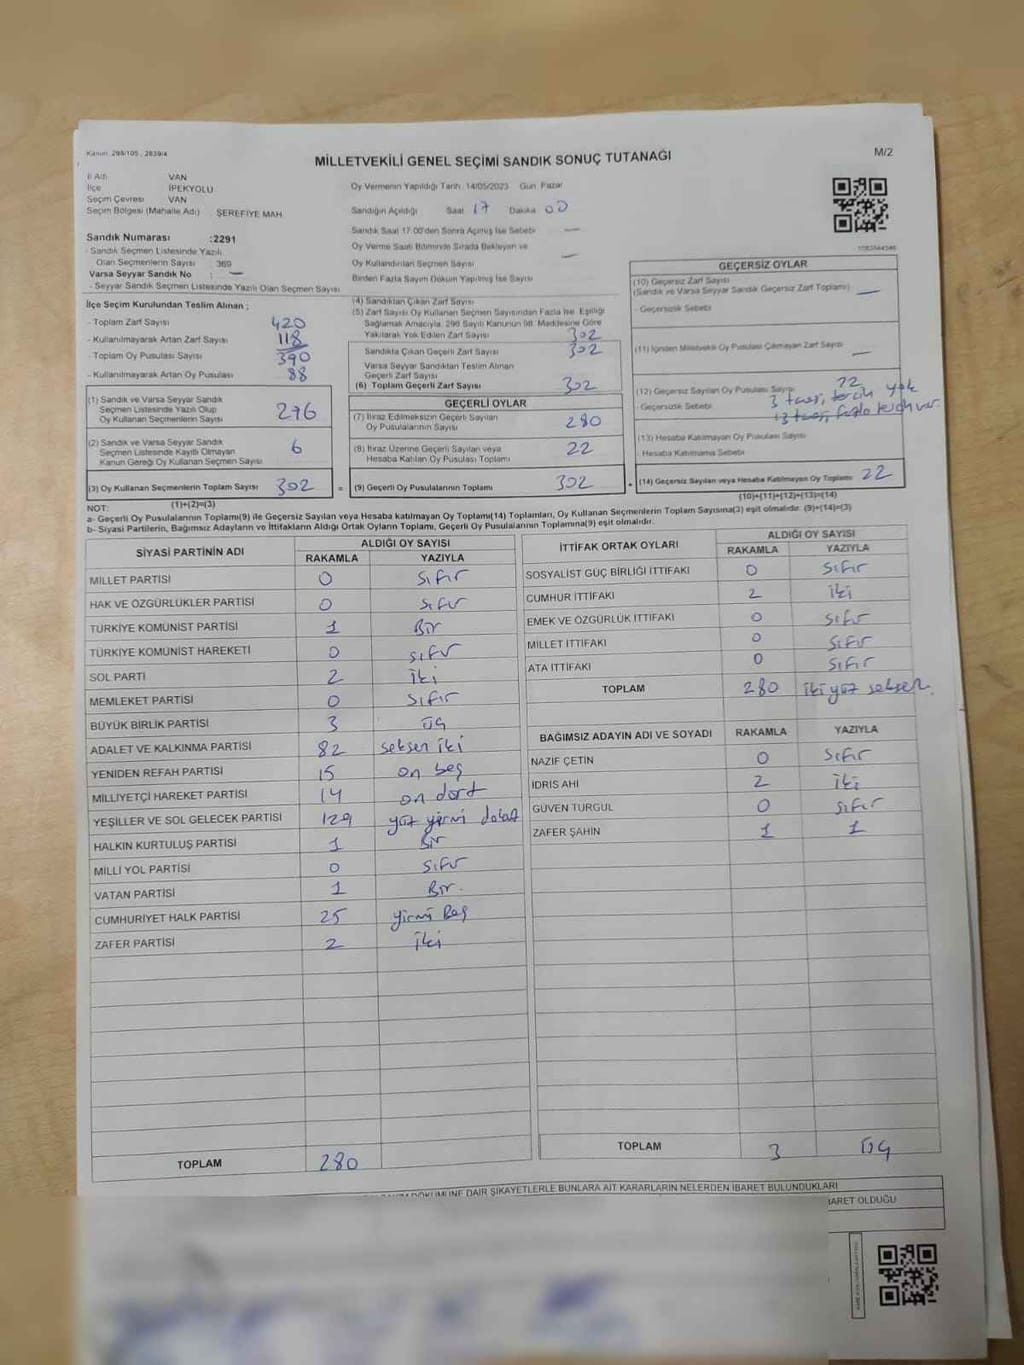 Kanun: 298/105 , 2839/4
M/2
MİLLETVEKİLİ GENEL SEÇİMİ SANDIK SONUÇ TUTANAĞI
İl Adı VAN
İlçe İPEKYOLU
Seçim Çevresi VAN
Seçim Bölgesi (Mahalle Adı) : ŞEREFİYE MAH.
Sandık Numarası :2291
- Sandık Seçmen Listesinde Yazılı
Olan Seçmenlerin Sayısı : 369
Varsa Seyyar Sandık No : —
- Seyyar Sandık Seçmen Listesinde Yazılı Olan Seçmen Sayısı
İlçe Seçim Kurulundan Teslim Alınan ;
- Toplam Zarf Sayısı 420
- Kullanılmayarak Artan Zarf Sayısı 118
- Toplam Oy Pusulası Sayısı 390
- Kullanılmayarak Artan Oy Pusulası 88
(1) Sandık ve Varsa Seyyar Sandık
Seçmen Listesinde Yazılı Olup
Oy Kullanan Seçmenlerin Sayısı 276
(2) Sandık ve Varsa Seyyar Sandık
Seçmen Listesinde Kayıtlı Olmayan
Kanun Gereği Oy Kullanan Seçmen Sayısı 6
(3) Oy Kullanan Seçmenlerin Toplam Sayısı 302 =
Oy Vermenin Yapıldığı Tarih: 14/05/2023 Gün: Pazar
Sandığın Açıldığı Saat 17 Dakika 00
Sandık Saat 17:00'den Sonra Açmış İse Sebebi —
Oy Verme Saati Bitiminde Sırada Bekleyen ve
Oy Kullandırılan Seçmen Sayısı —
Birden Fazla Sayım Döküm Yapılmış İse Sayısı
(4) Sandıktan Çıkan Zarf Sayısı
(5) Zarf Sayısı Oy Kullanan Seçmen Sayısından Fazla İse, Eşitliği
Sağlamak Amacıyla, 298 Sayılı Kanunun 98. Maddesine Göre
Yakılarak Yok Edilen Zarf Sayısı 302
Sandıkta Çıkan Geçerli Zarf Sayısı 302
Varsa Seyyar Sandıktan Teslim Alınan
Geçerli Zarf Sayısı
(6) Toplam Geçerli Zarf Sayısı 302
GEÇERLİ OYLAR
(7) İtiraz Edilmeksizin Geçerli Sayılan
Oy Pusulalarının Sayısı 280
(8) İtiraz Üzerine Geçerli Sayılan veya
Hesaba Katılan Oy Pusulası Toplamı 22
(9) Geçerli Oy Pusulalarının Toplamı 302 +
GEÇERSİZ OYLAR
(10) Geçersiz Zarf Sayısı
(Sandık ve Varsa Seyyar Sandık Geçersiz Zarf Toplamı) —
- Geçersizlik Sebebi:
(11) İçinden Milletvekili Oy Pusulası Çıkmayan Zarf Sayısı —
(12) Geçersiz Sayılan Oy Pusulası Sayısı 22
- Geçersizlik Sebebi 3 tanesi, tercih yok
fazla tercih var.
(13) Hesaba Katılmayan Oy Pusulası Sayısı
- Hesaba Katılmama Sebebi
(14) Geçersiz Sayılan veya Hesaba Katılmayan Oy Toplamı 22
NOT: (1)+(2)=(3) (10)+(11)+(12)+(13)=(14)
a- Geçerli Oy Pusulasının Toplamı(9) ile Geçersiz Sayılan veya Hesaba katılmayan Oy Toplamı(14) Toplamları, Oy Kullanan Seçmenlerin Toplam Sayısına(3) eşit olmalıdır. (9)+(14)=(3)
b- Siyasi Partilerin, Bağımsız Adayların ve İttifakların Aldığı Ortak Oyların Toplamı, Geçerli Oy Pusulalarının Toplamına(9) eşit olmalıdır.
SİYASİ PARTİNİN ADI ALDIĞI OY SAYISI
RAKAMLA YAZIYLA
MİLLET PARTİSİ 0 sıfır
HAK VE ÖZGÜRLÜKLER PARTİSİ 0 sıfır
TÜRKİYE KOMÜNİST PARTİSİ 1 Bir
TÜRKİYE KOMÜNİST HAREKETİ 0 sıfır
SOL PARTİ 2 iki
MEMLEKET PARTİSİ 0 sıfır
BÜYÜK BİRLİK PARTİSİ 3 üç
ADALET VE KALKINMA PARTİSİ 82 seksen iki
YENİDEN REFAH PARTİSİ 15 on beş
MİLLİYETÇİ HAREKET PARTİSİ 14 on dört
YEŞİLLER VE SOL GELECEK PARTİSİ 129 yüz yirmi dokuz
HALKIN KURTULUŞ PARTİSİ 1 Bir
MİLLİ YOL PARTİSİ 0 sıfır
VATAN PARTİSİ 1 Bir.
CUMHURİYET HALK PARTİSİ 25 yirmi Beş
ZAFER PARTİSİ 2 iki
TOPLAM 280
İTTİFAK ORTAK OYLARI ALDIĞI OY SAYISI
RAKAMLA YAZIYLA
SOSYALİST GÜÇ BİRLİĞİ İTTİFAKI 0 sıfır
CUMHUR İTTİFAKI 2 iki
EMEK VE ÖZGÜRLÜK İTTİFAKI 0 sıfır
MİLLET İTTİFAKI 0 sıfır
ATA İTTİFAKI 0 sıfır
TOPLAM 280 iki yüz seksen.
BAĞIMSIZ ADAYIN ADI VE SOYADI RAKAMLA YAZIYLA
NAZİF ÇETİN 0 sıfır
İDRİS AHİ 2 iki
GÜVEN TURGUL 0 sıfır
ZAFER ŞAHİN 1 1
TOPLAM 3 üç
DÖKÜMÜNE DAİR ŞİKAYETLERLE BUNLARA AİT KARARLARIN NELERDEN İBARET BULUNDUKLARI
BARET OLDUĞU